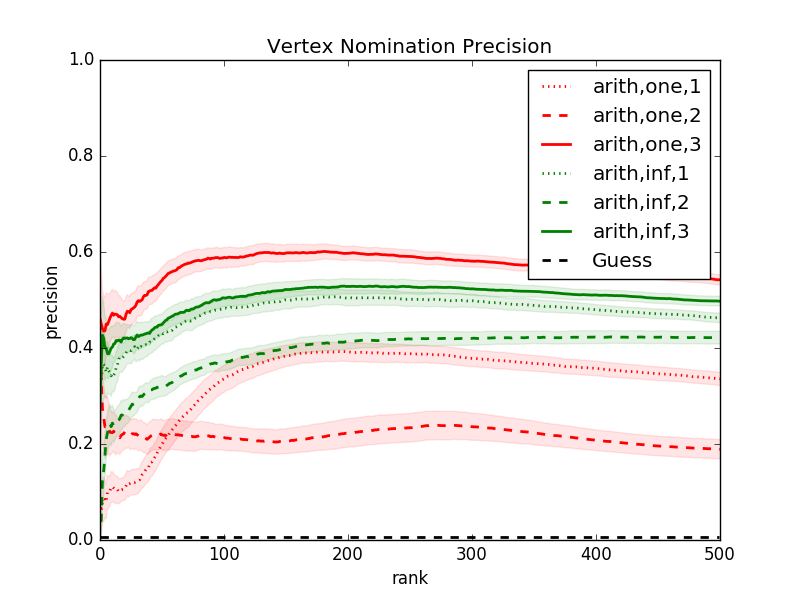 Vertex Nomination Precision
1.0
0.8
0.6
0.4
0.2
0.0
precision
arith,one,1
arith,one,2
arith,one,3
arith,inf,1
arith,inf,2
arith,inf,3
Guess
0 100 200 300 400 500
rank